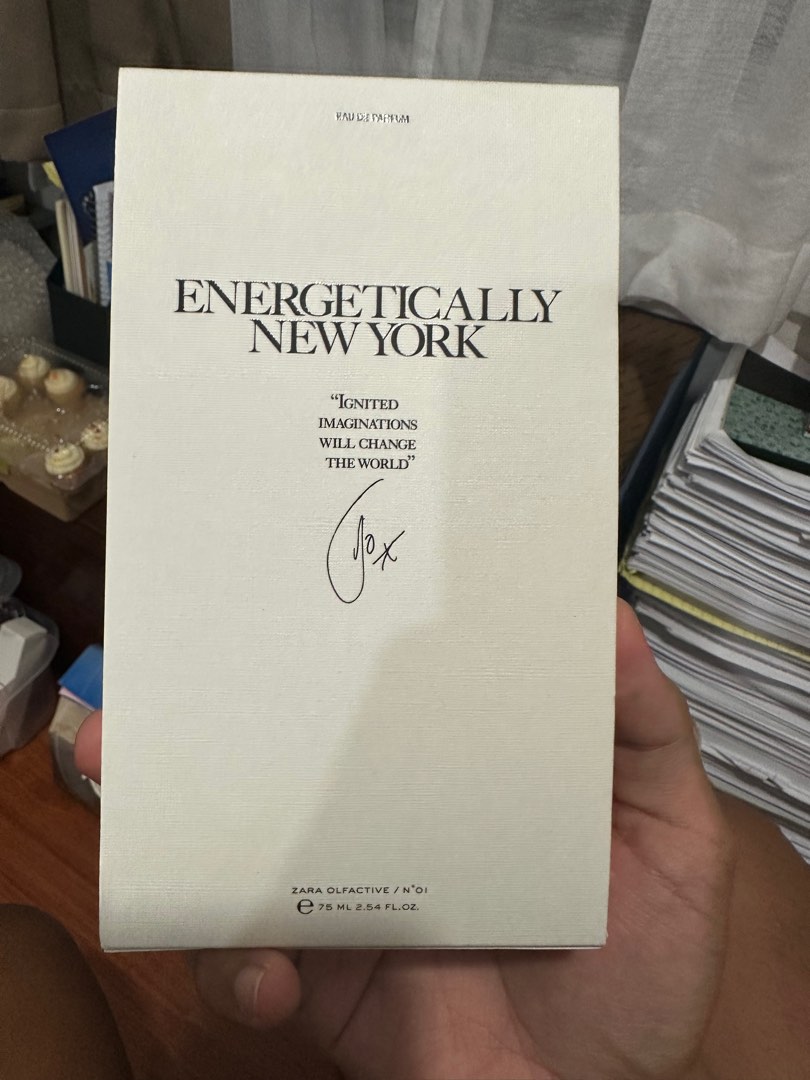 EAU DE PARFUM
ENERGETICALLY
NEW YORK
“IGNITED
IMAGINATIONS
WILL CHANGE
THE WORLD”
Jo x
ZARA OLFACTIVE / N°01
℮ 75 ML 2.54 FL.OZ.